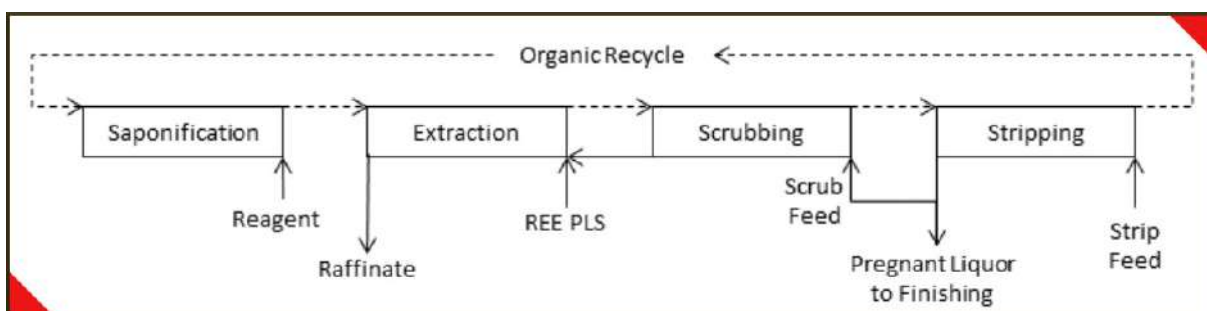 Organic Recycle
Saponification
Extraction
Scrubbing
Stripping
Reagent
Raffinate
REE PLS
Scrub
Feed
Pregnant Liquor
to Finishing
Strip
Feed